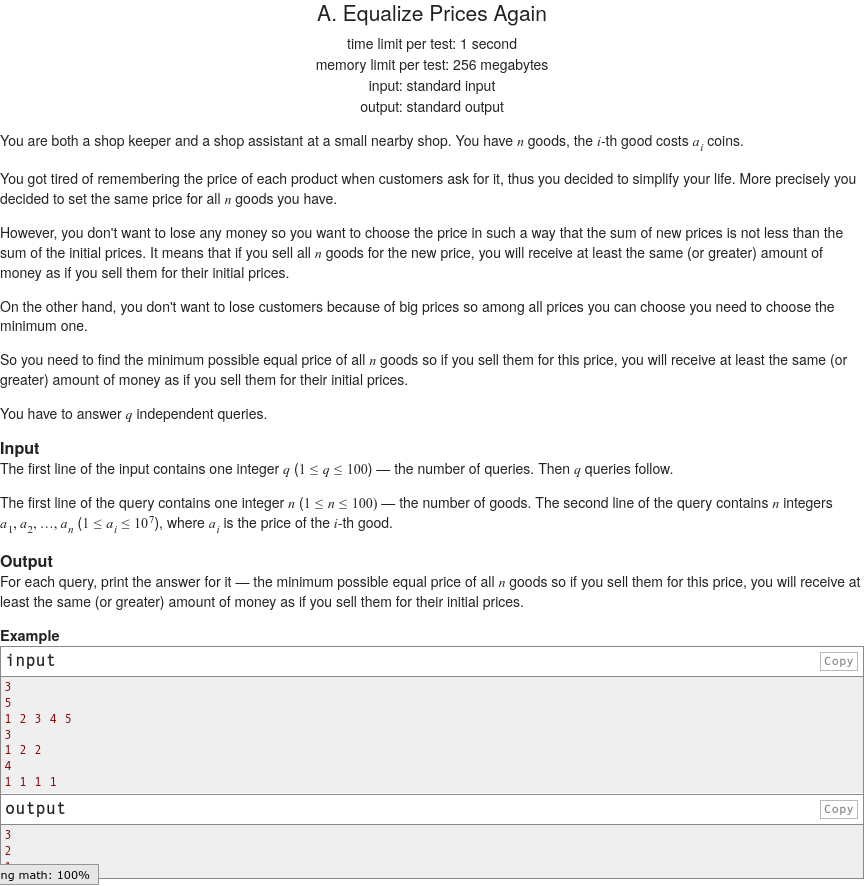 A. Equalize Prices Again
time limit per test: 1 second
memory limit per test: 256 megabytes
input: standard input
output: standard output
You are both a shop keeper and a shop assistant at a small nearby shop. You have n goods, the i-th good costs a_i coins.
You got tired of remembering the price of each product when customers ask for it, thus you decided to simplify your life. More precisely you
decided to set the same price for all n goods you have.
However, you don't want to lose any money so you want to choose the price in such a way that the sum of new prices is not less than the
sum of the initial prices. It means that if you sell all n goods for the new price, you will receive at least the same (or greater) amount of
money as if you sell them for their initial prices.
On the other hand, you don't want to lose customers because of big prices so among all prices you can choose you need to choose the
minimum one.
So you need to find the minimum possible equal price of all n goods so if you sell them for this price, you will receive at least the same (or
greater) amount of money as if you sell them for their initial prices.
You have to answer q independent queries.
Input
The first line of the input contains one integer q (1 ≤ q ≤ 100) — the number of queries. Then q queries follow.
The first line of the query contains one integer n (1 ≤ n ≤ 100) — the number of goods. The second line of the query contains n integers
a_1, a_2, …, a_n (1 ≤ a_i ≤ 10^7), where a_i is the price of the i-th good.
Output
For each query, print the answer for it — the minimum possible equal price of all n goods so if you sell them for this price, you will receive at
least the same (or greater) amount of money as if you sell them for their initial prices.
Example
input Copy
3
5
1 2 3 4 5
3
1 2 2
4
1 1 1 1
output Copy
3
2
ng math: 100%